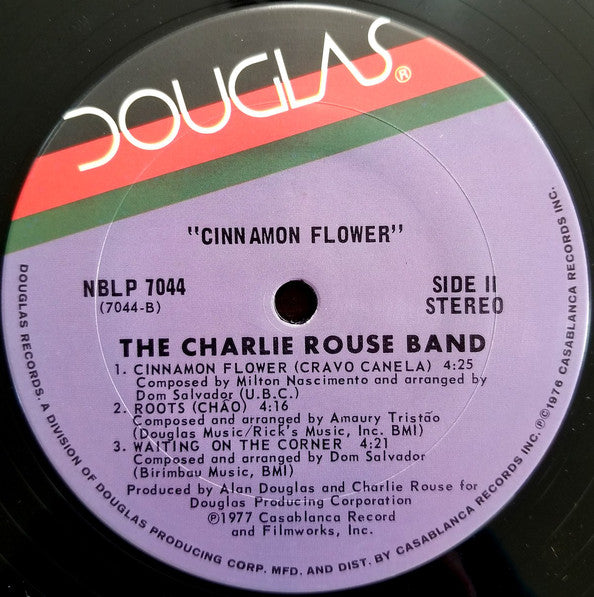 DOUGLAS®
"CINNAMON FLOWER"
NBLP 7044
(7044-B)
SIDE II
STEREO
THE CHARLIE ROUSE BAND
1. CINNAMON FLOWER (CRAVO CANELA) 4:25
Composed by Milton Nascimento and arranged by
Dom Salvador (U.B.C.)
2. ROOTS (CHÃO) 4:16
Composed and arranged by Amaury Tristão
(Douglas Music/Rick's Music, Inc. BMI)
3. WAITING ON THE CORNER 4:21
Composed and arranged by Dom Salvador
(Birimbau Music, BMI)
Produced by Alan Douglas and Charlie Rouse for
Douglas Producing Corporation
℗1977 Casablanca Record
and Filmworks, Inc.
DOUGLAS RECORDS. A DIVISION OF DOUGLAS PRODUCING CORP. MFD. AND DIST. BY CASABLANCA RECORDS INC. ℗©1976 CASABLANCA RECORDS INC.